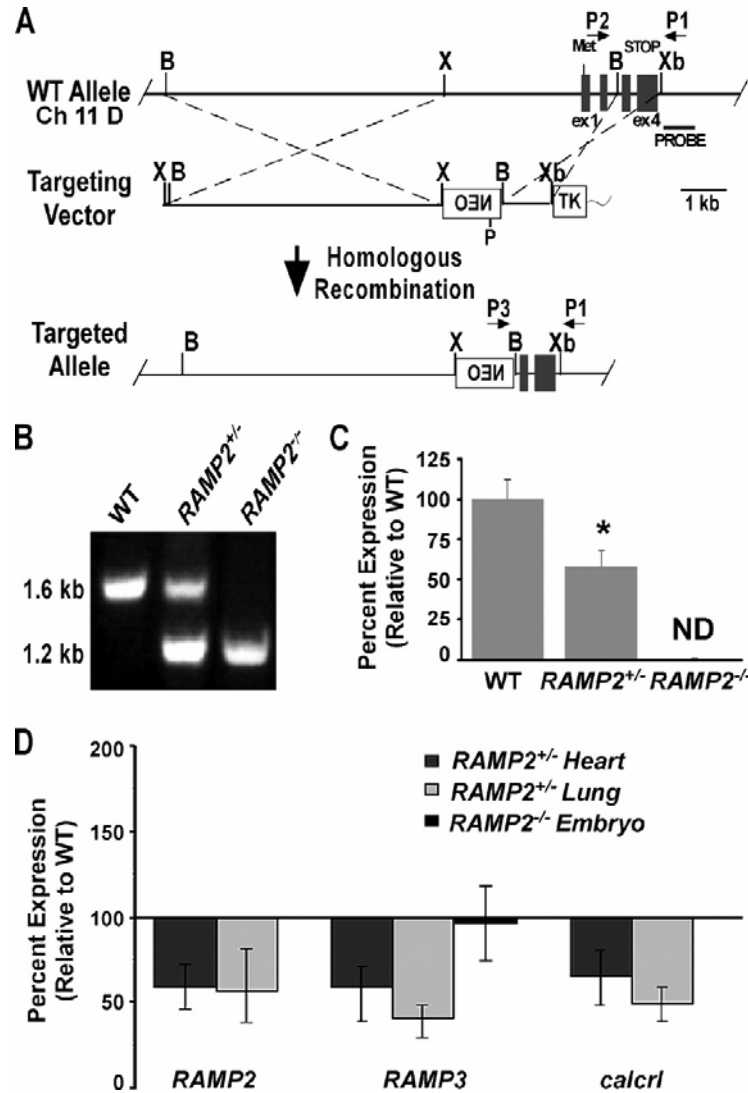 A
P2
P1
Met
STOP
B
X
B
Xb
WT Allele
Ch 11 D
ex1
ex4
PROBE
Targeting
Vector
X
B
X
NEO
B
Xb
TK
P
1 kb
Homologous
Recombination
P3
P1
Targeted
Allele
B
X
NEO
B
Xb
B
WT
RAMP2+/-
RAMP2-/-
1.6 kb
1.2 kb
C
Percent Expression
(Relative to WT)
125
100
75
50
25
0
*
ND
WT
RAMP2+/-
RAMP2-/-
D
Percent Expression
(Relative to WT)
200
100
50
0
RAMP2+/- Heart
RAMP2+/- Lung
RAMP2-/- Embryo
RAMP2
RAMP3
calcrl